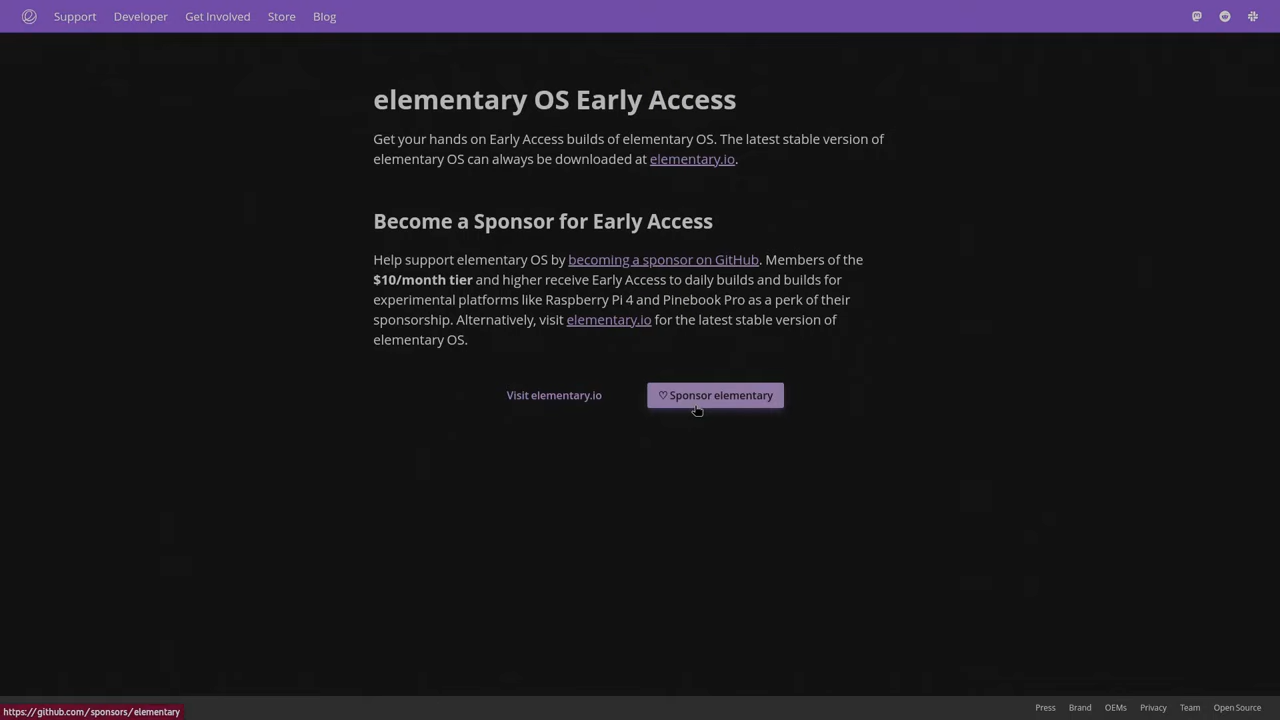 Support Developer Get Involved Store Blog
elementary OS Early Access
Get your hands on Early Access builds of elementary OS. The latest stable version of
elementary OS can always be downloaded at elementary.io.
Become a Sponsor for Early Access
Help support elementary OS by becoming a sponsor on GitHub. Members of the
$10/month tier and higher receive Early Access to daily builds and builds for
experimental platforms like Raspberry Pi 4 and Pinebook Pro as a perk of their
sponsorship. Alternatively, visit elementary.io for the latest stable version of
elementary OS.
Visit elementary.io ♡ Sponsor elementary
Press Brand OEMs Privacy Team Open Source
https://github.com/sponsors/elementary